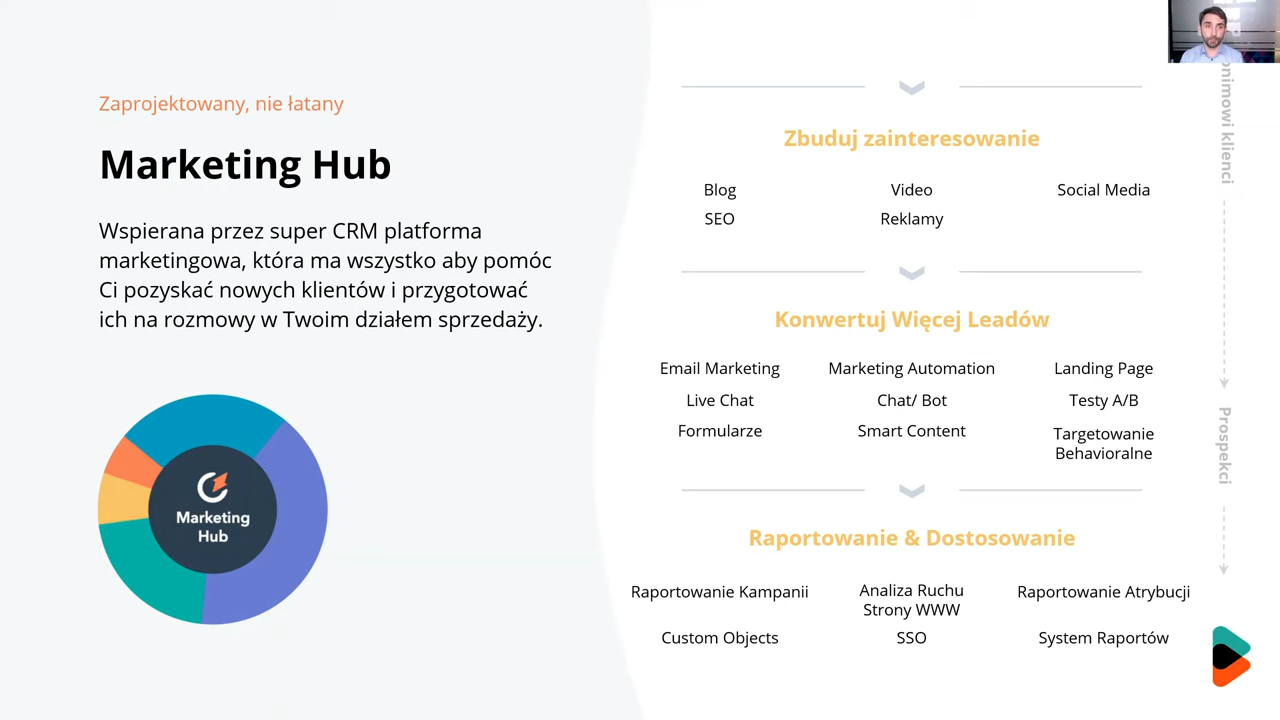 Zaprojektowany, nie łatany
Marketing Hub
Wspierana przez super CRM platforma
marketingowa, która ma wszystko aby pomóc
Ci pozyskać nowych klientów i przygotować
ich na rozmowy w Twoim działem sprzedaży.
Marketing
Hub
Zbuduj zainteresowanie
Blog
Video
Social Media
SEO
Reklamy
Konwertuj Więcej Leadów
Email Marketing
Marketing Automation
Landing Page
Live Chat
Chat/ Bot
Testy A/B
Formularze
Smart Content
Targetowanie
Behavioralne
Raportowanie & Dostosowanie
Raportowanie Kampanii
Analiza Ruchu
Strony WWW
Raportowanie Atrybucji
Custom Objects
SSO
System Raportów
klienci
Prospekci